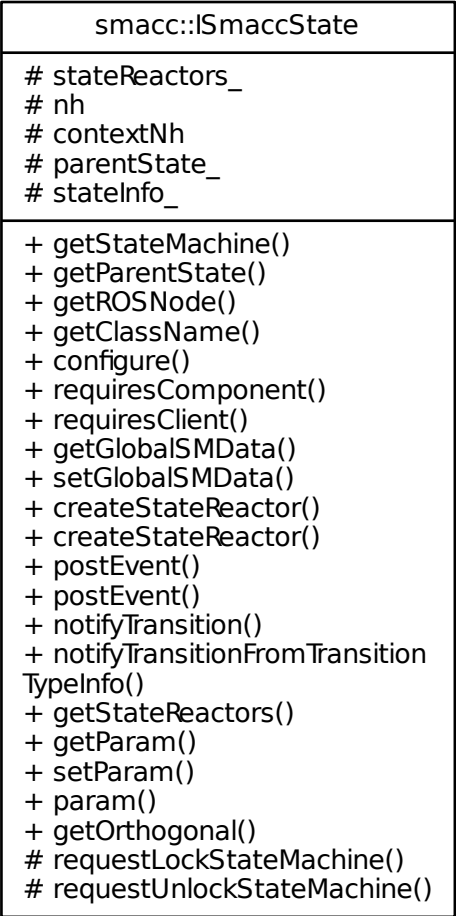 smacc::ISmaccState
# stateReactors_
# nh
# contextNh
# parentState_
# stateInfo_
+ getStateMachine()
+ getParentState()
+ getROSNode()
+ getClassName()
+ configure()
+ requiresComponent()
+ requiresClient()
+ getGlobalSMData()
+ setGlobalSMData()
+ createStateReactor()
+ createStateReactor()
+ postEvent()
+ postEvent()
+ notifyTransition()
+ notifyTransitionFromTransition
TypeInfo()
+ getStateReactors()
+ getParam()
+ setParam()
+ param()
+ getOrthogonal()
# requestLockStateMachine()
# requestUnlockStateMachine()